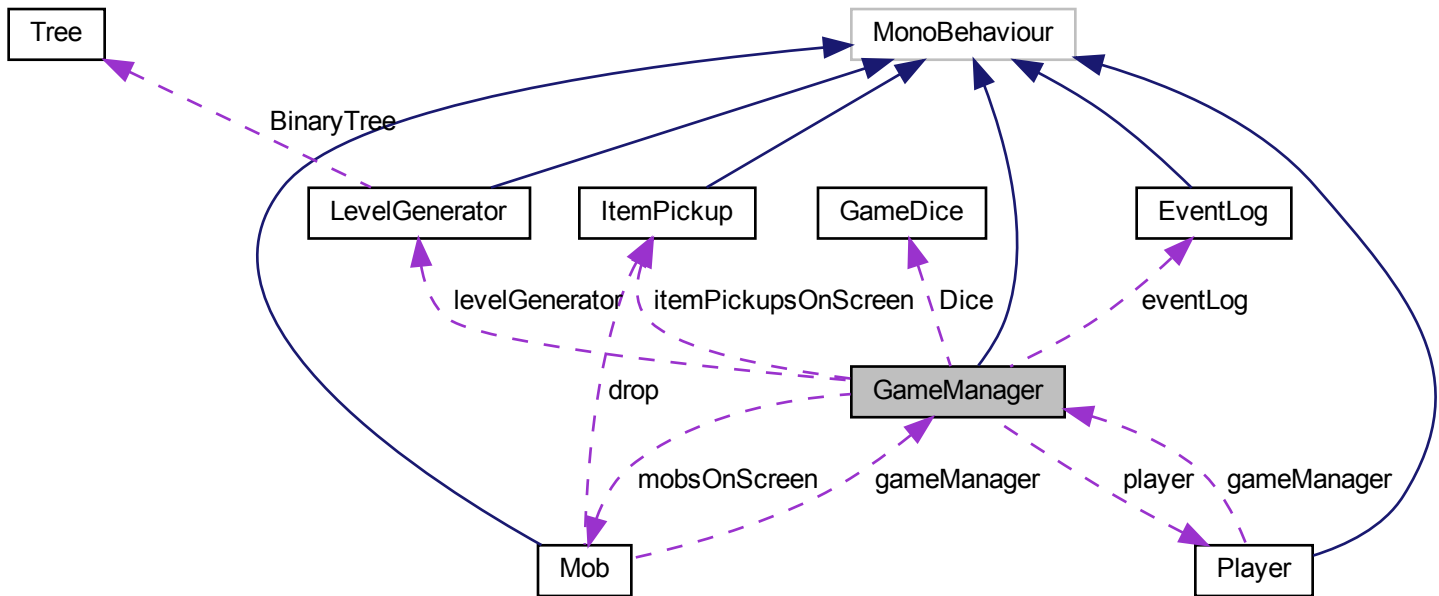 Tree
MonoBehaviour
BinaryTree
LevelGenerator
ItemPickup
GameDice
EventLog
levelGenerator
itemPickupsOnScreen
Dice
eventLog
drop
GameManager
mobsOnScreen
gameManager
player
gameManager
Mob
Player